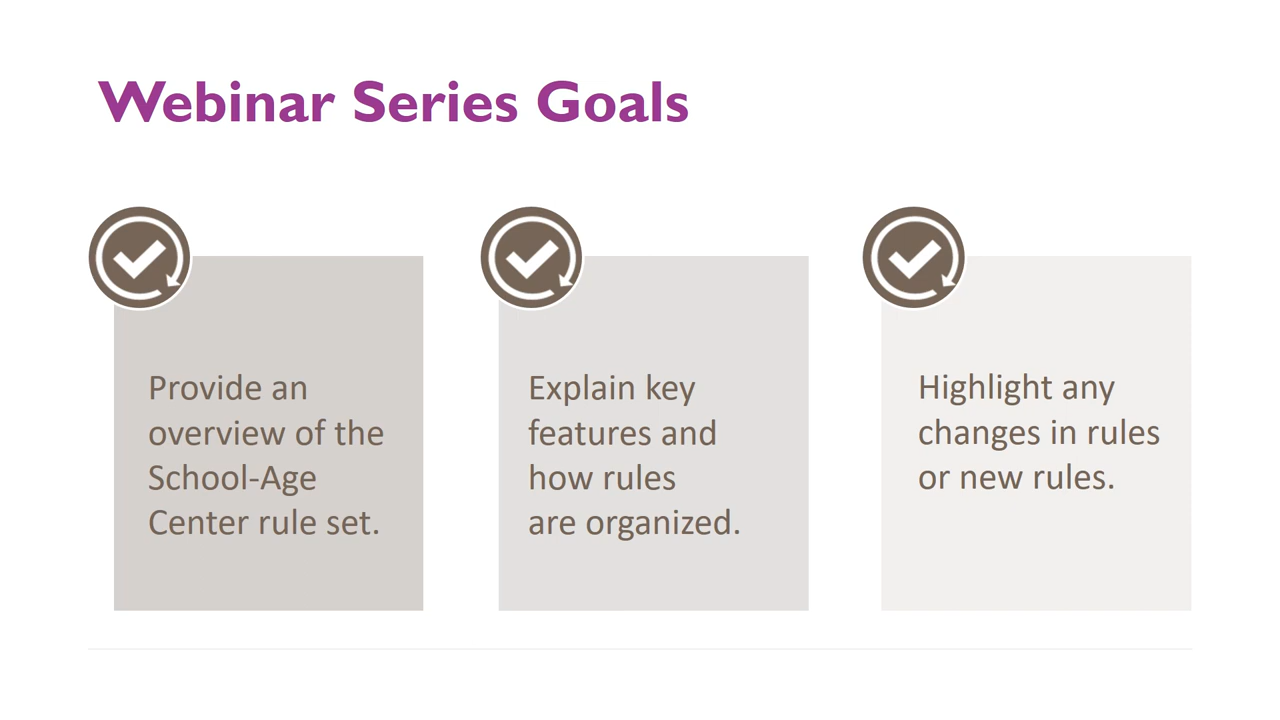 Webinar Series Goals
Provide an
overview of the
School-Age
Center rule set.
Explain key
features and
how rules
are organized.
Highlight any
changes in rules
or new rules.